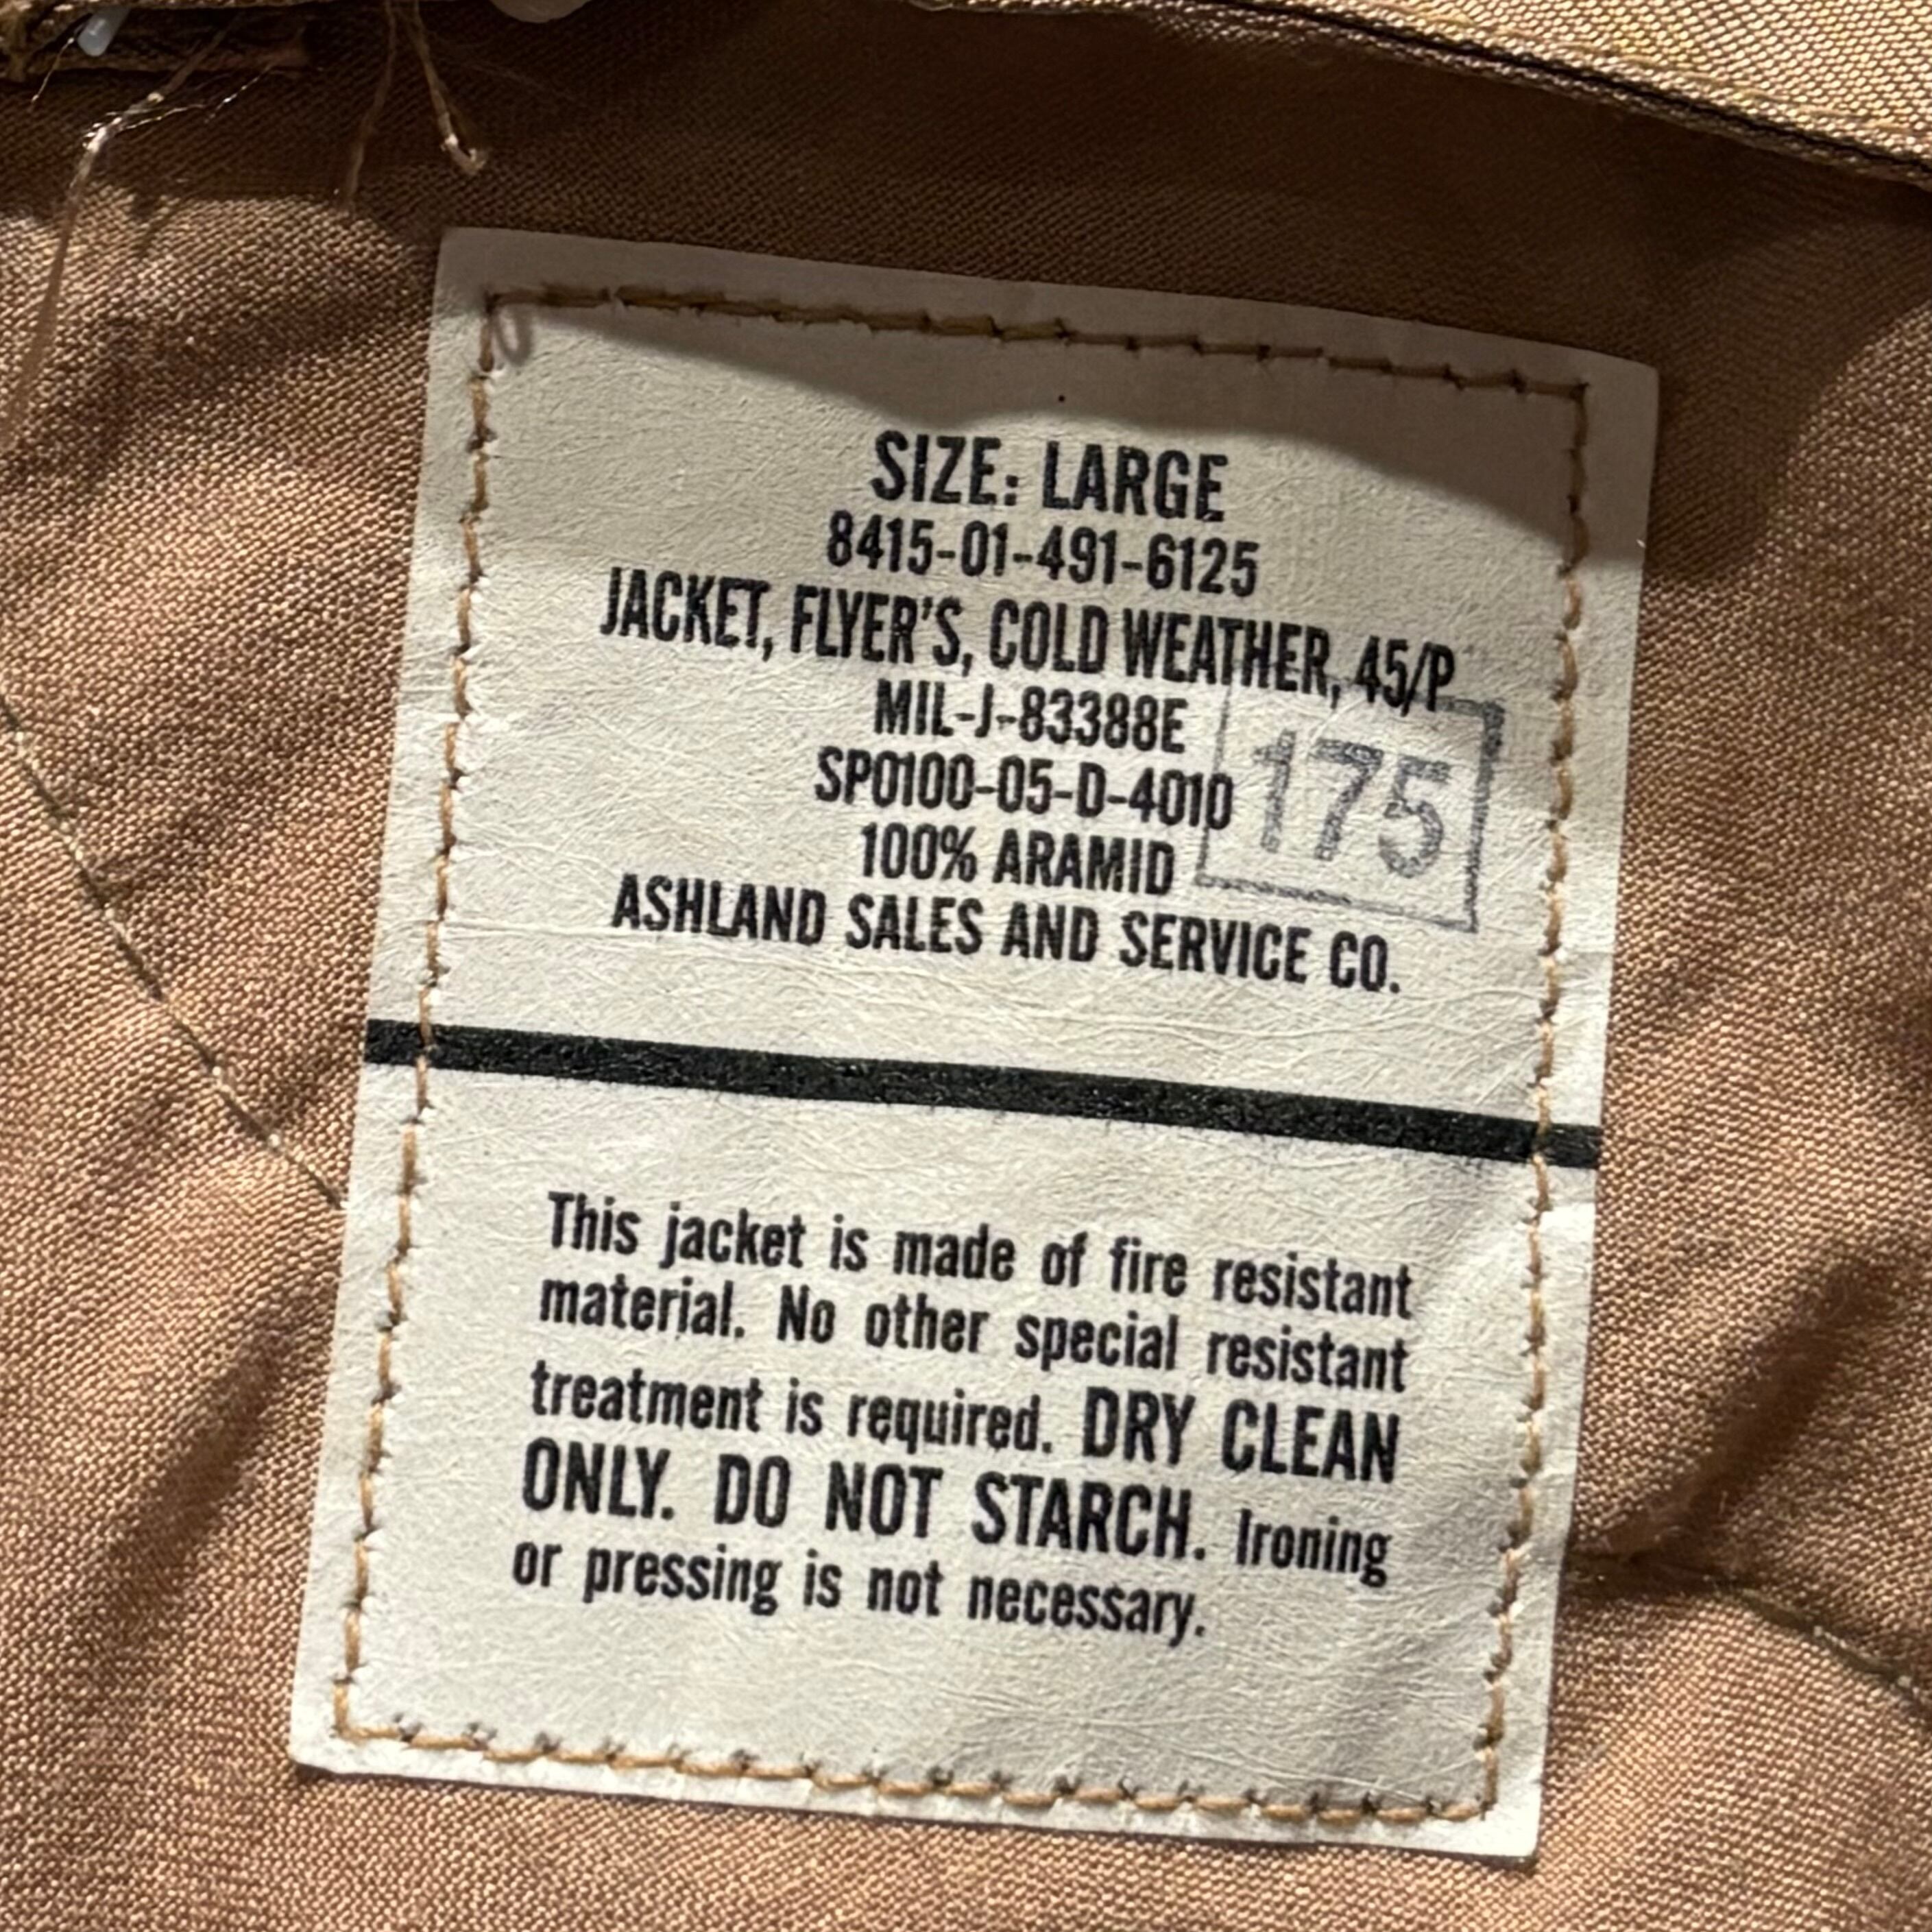 SIZE: LARGE
8415-01-491-6125
JACKET, FLYER'S, COLD WEATHER, 45/P
MIL-J-83388E
SP0100-05-D-4010
175
100% ARAMID
ASHLAND SALES AND SERVICE CO.
This jacket is made of fire resistant
material. No other special resistant
treatment is required. DRY CLEAN
ONLY. DO NOT STARCH. Ironing
or pressing is not necessary.